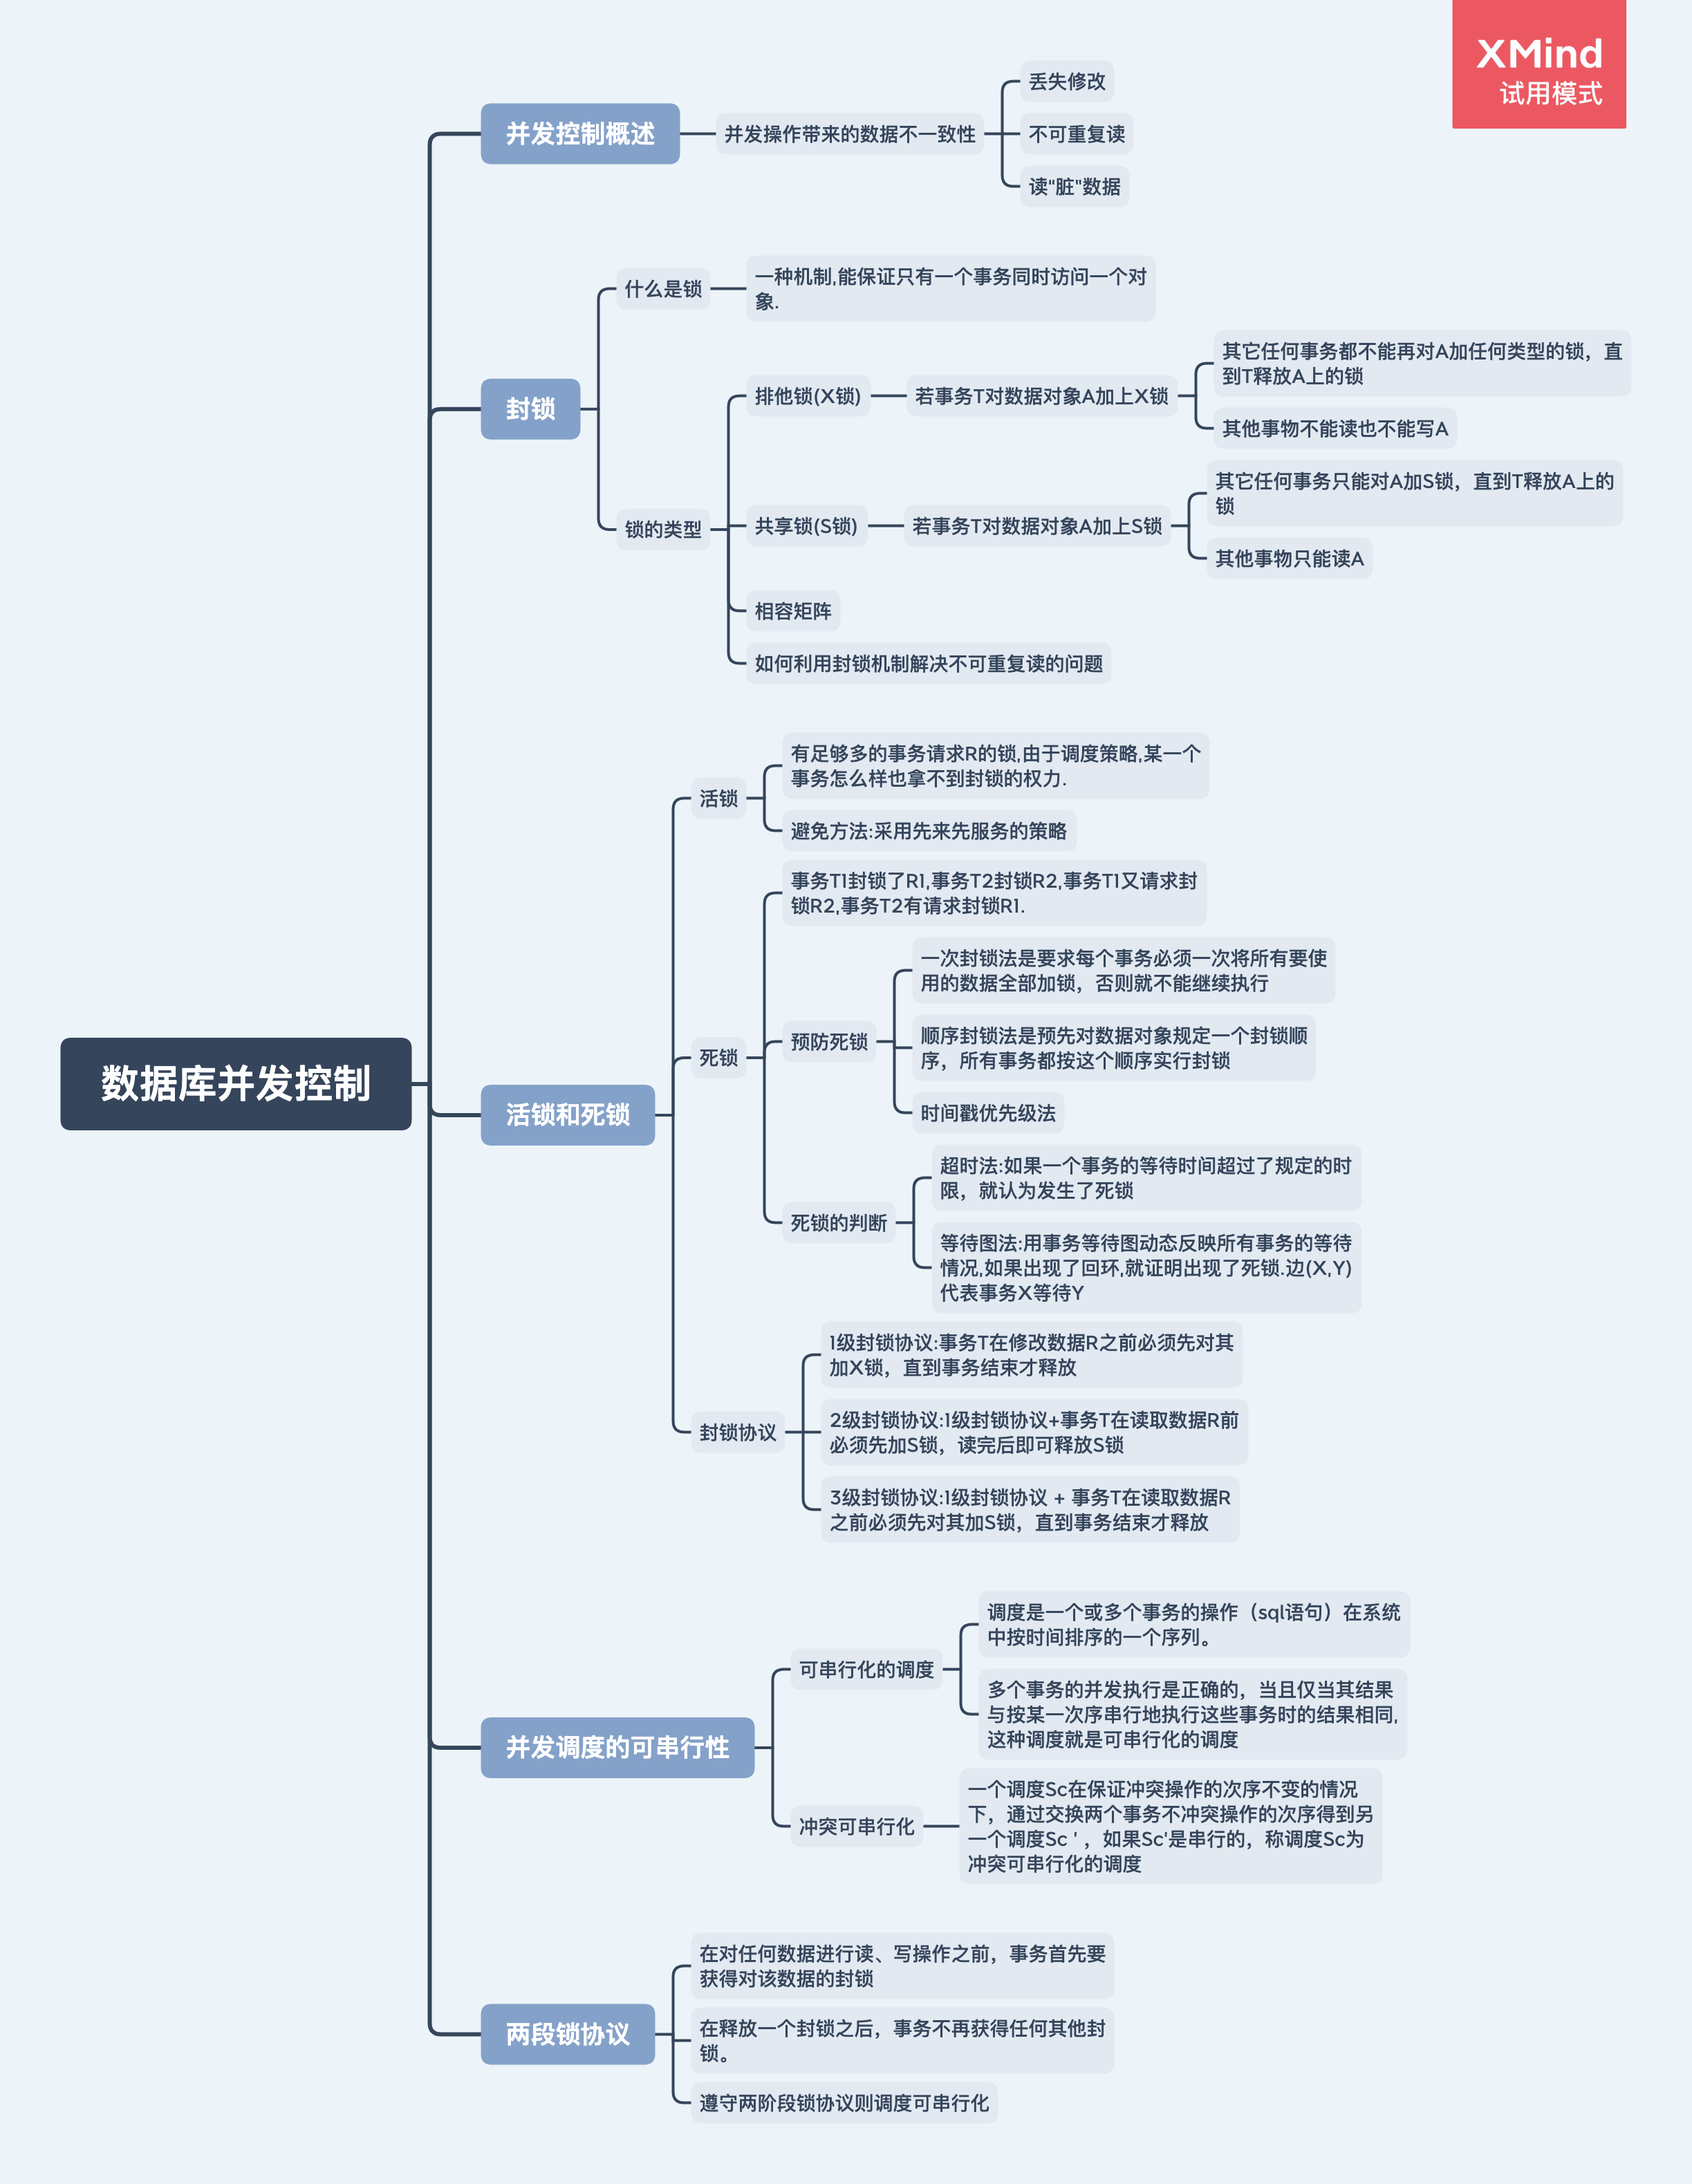 XMind
试用模式
数据库并发控制
并发控制概述
并发操作带来的数据不一致性
丢失修改
不可重复读
读"脏"数据
封锁
什么是锁
一种机制,能保证只有一个事务同时访问一个对
象.
锁的类型
排他锁(X锁)
若事务T对数据对象A加上X锁
其它任何事务都不能再对A加任何类型的锁，直
到T释放A上的锁
其他事物不能读也不能写A
共享锁(S锁)
若事务T对数据对象A加上S锁
其它任何事务只能对A加S锁，直到T释放A上的
锁
其他事物只能读A
相容矩阵
如何利用封锁机制解决不可重复读的问题
活锁和死锁
活锁
有足够多的事务请求R的锁,由于调度策略,某一个
事务怎么样也拿不到封锁的权力.
避免方法:采用先来先服务的策略
死锁
事务T1封锁了R1,事务T2封锁R2,事务T1又请求封
锁R2,事务T2有请求封锁R1.
预防死锁
一次封锁法是要求每个事务必须一次将所有要使
用的数据全部加锁，否则就不能继续执行
顺序封锁法是预先对数据对象规定一个封锁顺
序，所有事务都按这个顺序实行封锁
时间戳优先级法
死锁的判断
超时法:如果一个事务的等待时间超过了规定的时
限，就认为发生了死锁
等待图法:用事务等待图动态反映所有事务的等待
情况,如果出现了回环,就证明出现了死锁.边(X,Y)
代表事务X等待Y
封锁协议
1级封锁协议:事务T在修改数据R之前必须先对其
加X锁，直到事务结束才释放
2级封锁协议:1级封锁协议+事务T在读取数据R前
必须先加S锁，读完后即可释放S锁
3级封锁协议:1级封锁协议 + 事务T在读取数据R
之前必须先对其加S锁，直到事务结束才释放
并发调度的可串行性
可串行化的调度
调度是一个或多个事务的操作（sql语句）在系统
中按时间排序的一个序列。
多个事务的并发执行是正确的，当且仅当其结果
与按某一次序串行地执行这些事务时的结果相同,
这种调度就是可串行化的调度
冲突可串行化
一个调度Sc在保证冲突操作的次序不变的情况
下，通过交换两个事务不冲突操作的次序得到另
一个调度Sc ' ，如果Sc'是串行的，称调度Sc为
冲突可串行化的调度
两段锁协议
在对任何数据进行读、写操作之前，事务首先要
获得对该数据的封锁
在释放一个封锁之后，事务不再获得任何其他封
锁。
遵守两阶段锁协议则调度可串行化